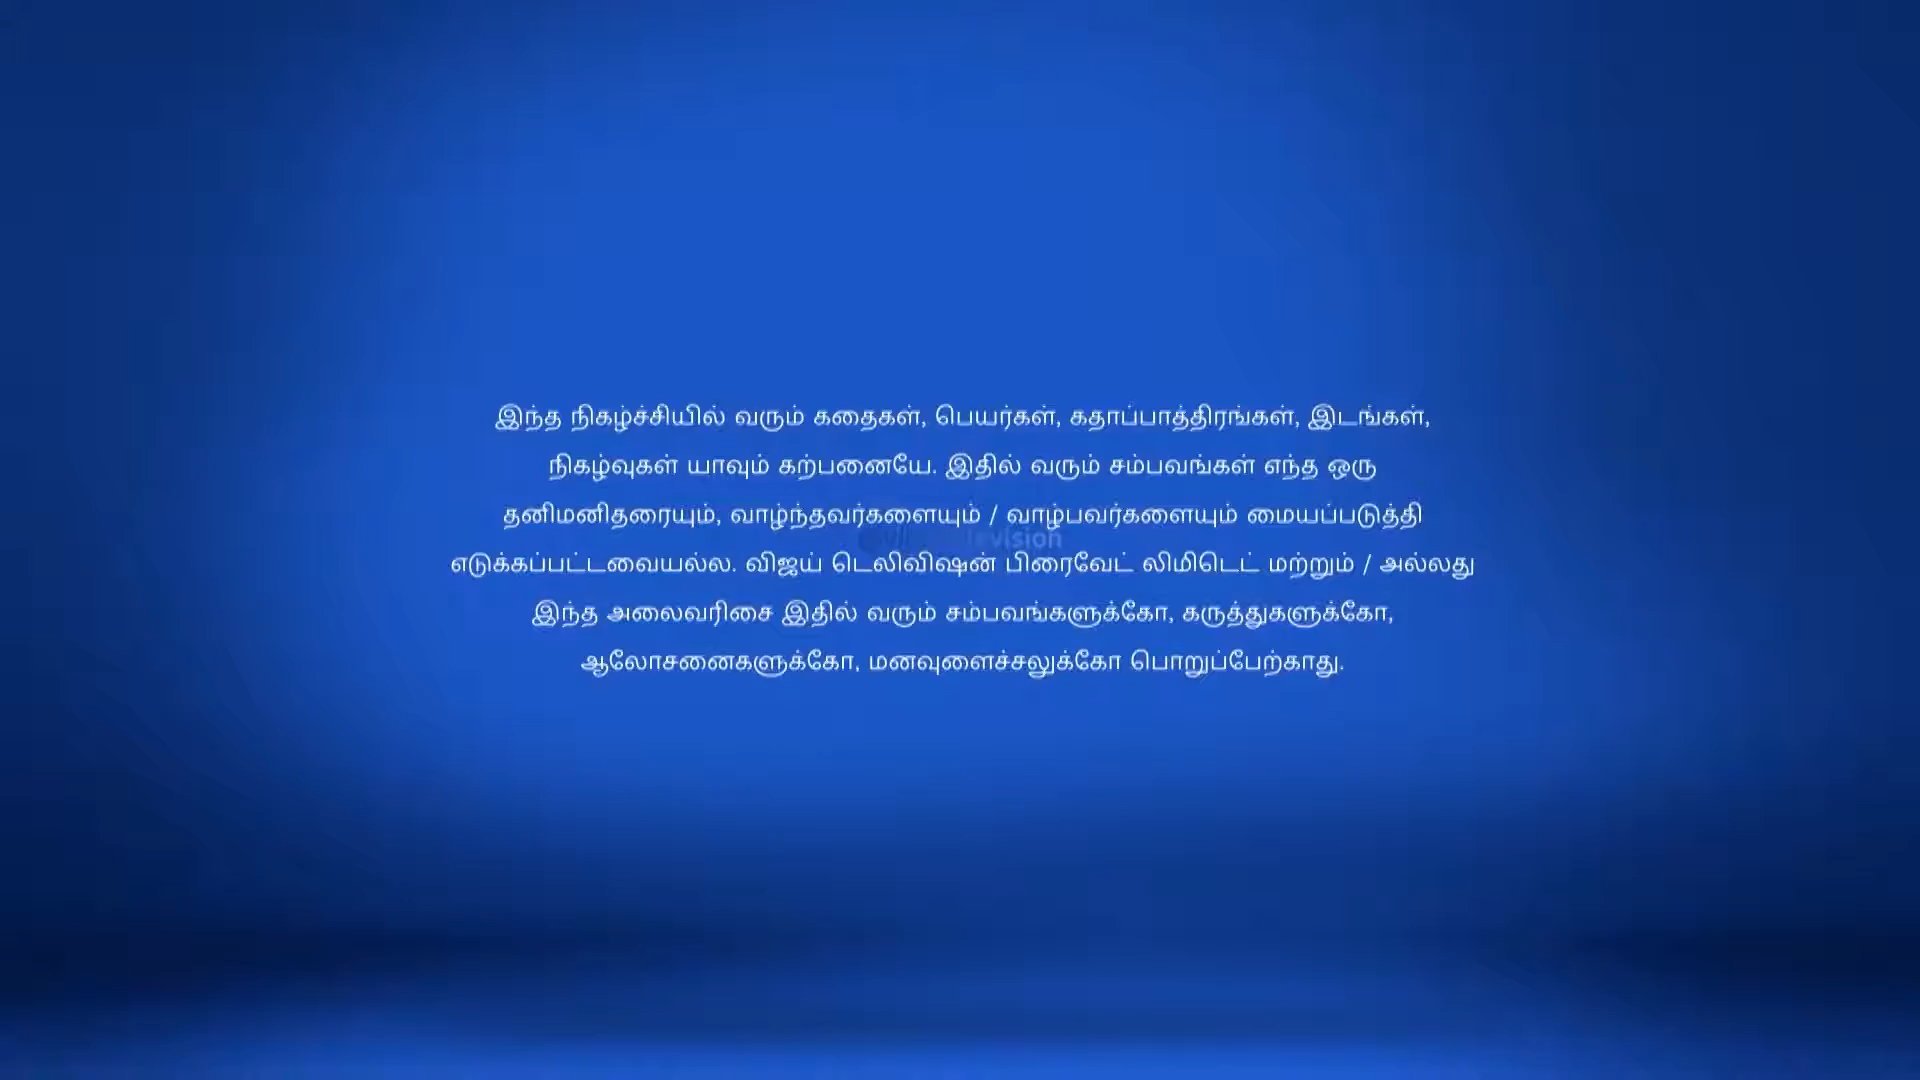 இந்த நிகழ்ச்சியில் வரும் கதைகள், பெயர்கள், கதாப்பாத்திரங்கள், இடங்கள்,
நிகழ்வுகள் யாவும் கற்பனையே. இதில் வரும் சம்பவங்கள் எந்த ஒரு
தனிமனிதரையும், வாழ்ந்தவர்களையும் / வாழ்பவர்களையும் மையப்படுத்தி
எடுக்கப்பட்டவையல்ல. விஜய் டெலிவிஷன் பிரைவேட் லிமிடெட் மற்றும் / அல்லது
இந்த அலைவரிசை இதில் வரும் சம்பவங்களுக்கோ, கருத்துகளுக்கோ,
ஆலோசனைகளுக்கோ, மனவுளைச்சலுக்கோ பொறுப்பேற்காது.